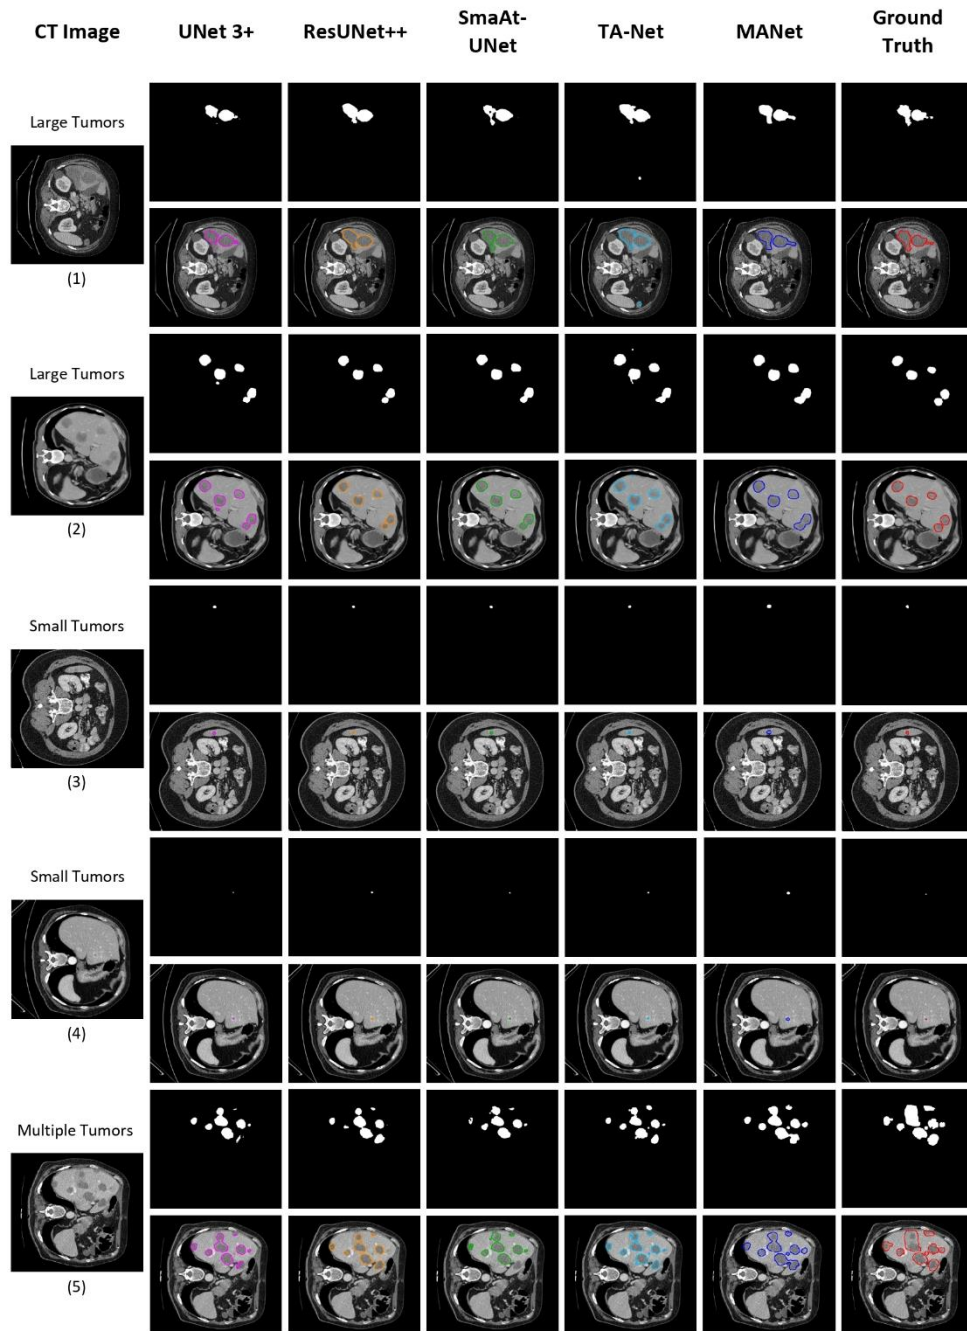 CT Image UNet 3+ ResUNet++ SmaAt-UNet TA-Net MANet Ground Truth
Large Tumors
(1)
Large Tumors
(2)
Small Tumors
(3)
Small Tumors
(4)
Multiple Tumors
(5)